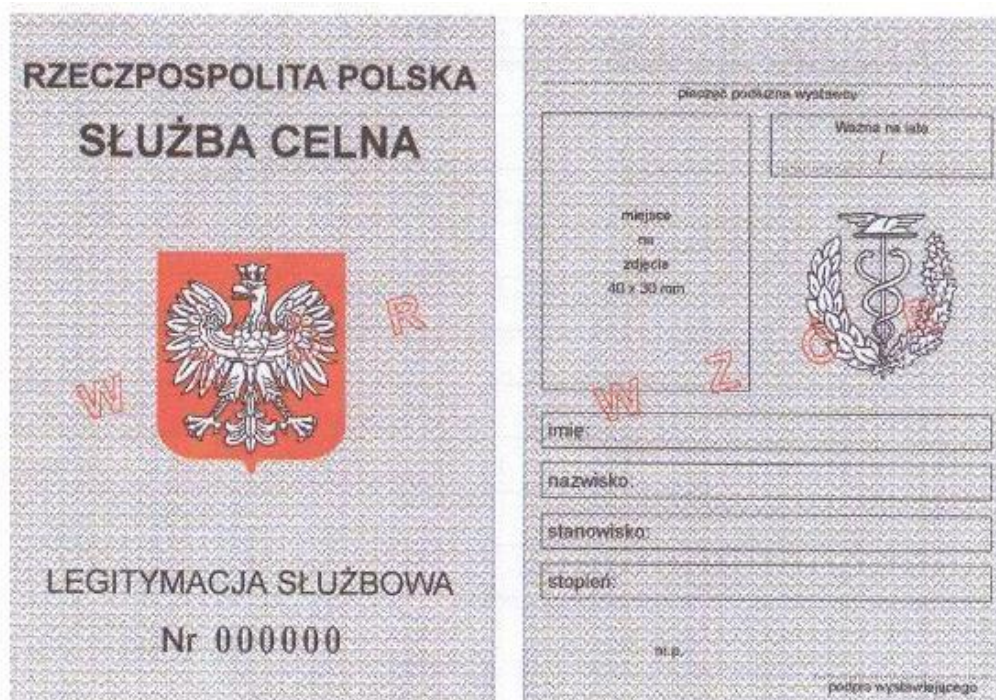 RZECZPOSPOLITA POLSKA
SŁUŻBA CELNA
W R
LEGITYMACJA SŁUŻBOWA
Nr 000000
pieczęć podłużna wystawcy
miejsce
na
zdjęcie
40 x 30 mm
Ważna na lata
/
W Z Ó R
imię:
nazwisko:
stanowisko:
stopień:
m.p.
podpis wystawiającego